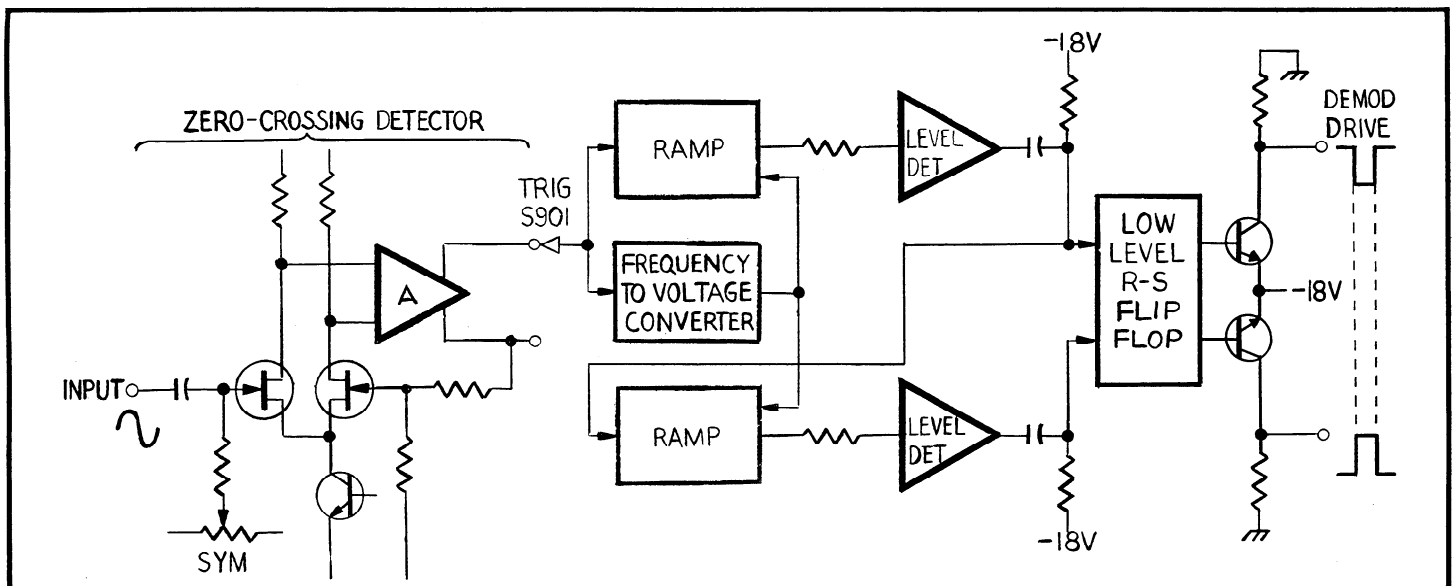 ZERO-CROSSING DETECTOR
INPUT
SYM
A
TRIG
S901
RAMP
FREQUENCY
TO VOLTAGE
CONVERTER
RAMP
LEVEL
DET
LEVEL
DET
-18V
-18V
LOW
LEVEL
R-S
FLIP
FLOP
-18V
DEMOD
DRIVE